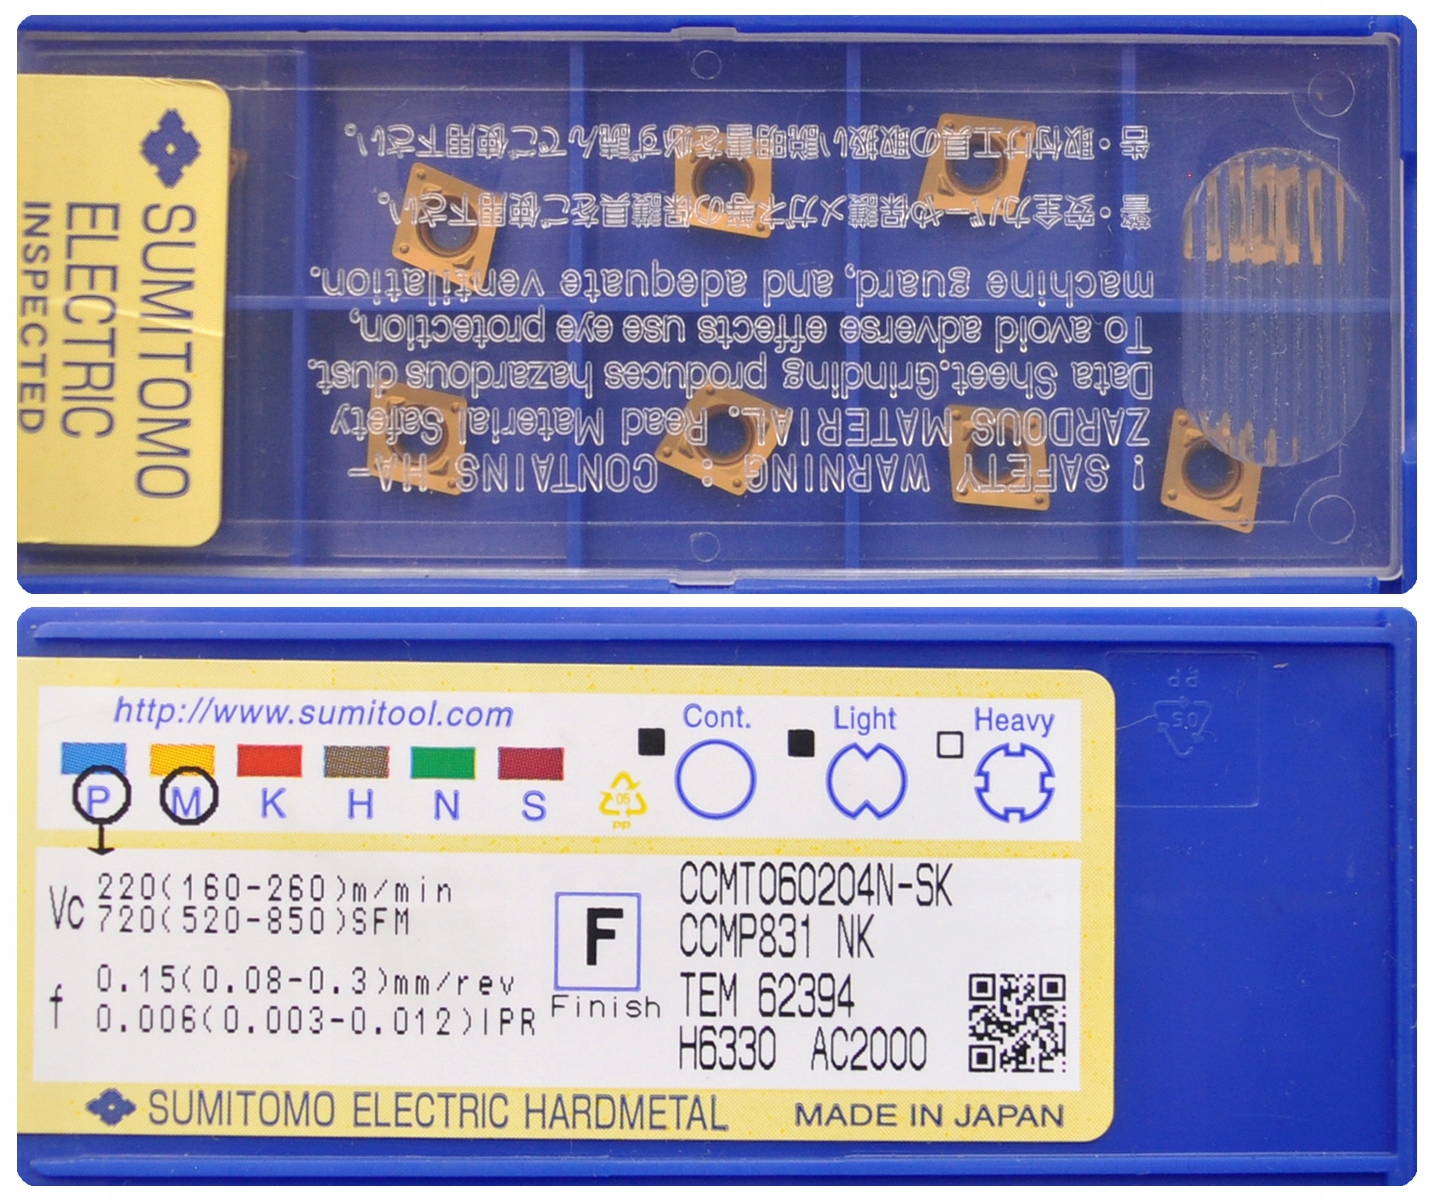 SUMITOMO
ELECTRIC
INSPECTED
! SAFETY WARNING : CONTAINS HA-
ZARDOUS MATERIAL. Read Material Safety
Data Sheet.Grinding produces hazardous dust.
To avoid adverse effects use eye protection,
machine guard, and adequate ventilation.
警・安全カバーや保護メガネ等の保護具をご使用下さい。
告・取付け工具の取扱い説明書を必ず読んでご使用下さい。
http://www.sumitool.com
P M K H N S
05
PP
Cont. Light Heavy
PP
05
Vc 220(160-260)m/min
720(520-850)SFM
f 0.15(0.08-0.3)mm/rev
0.006(0.003-0.012)IPR
F
Finish
CCMT060204N-SK
CCMP831 NK
TEM 62394
H6330 AC2000
SUMITOMO ELECTRIC HARDMETAL MADE IN JAPAN